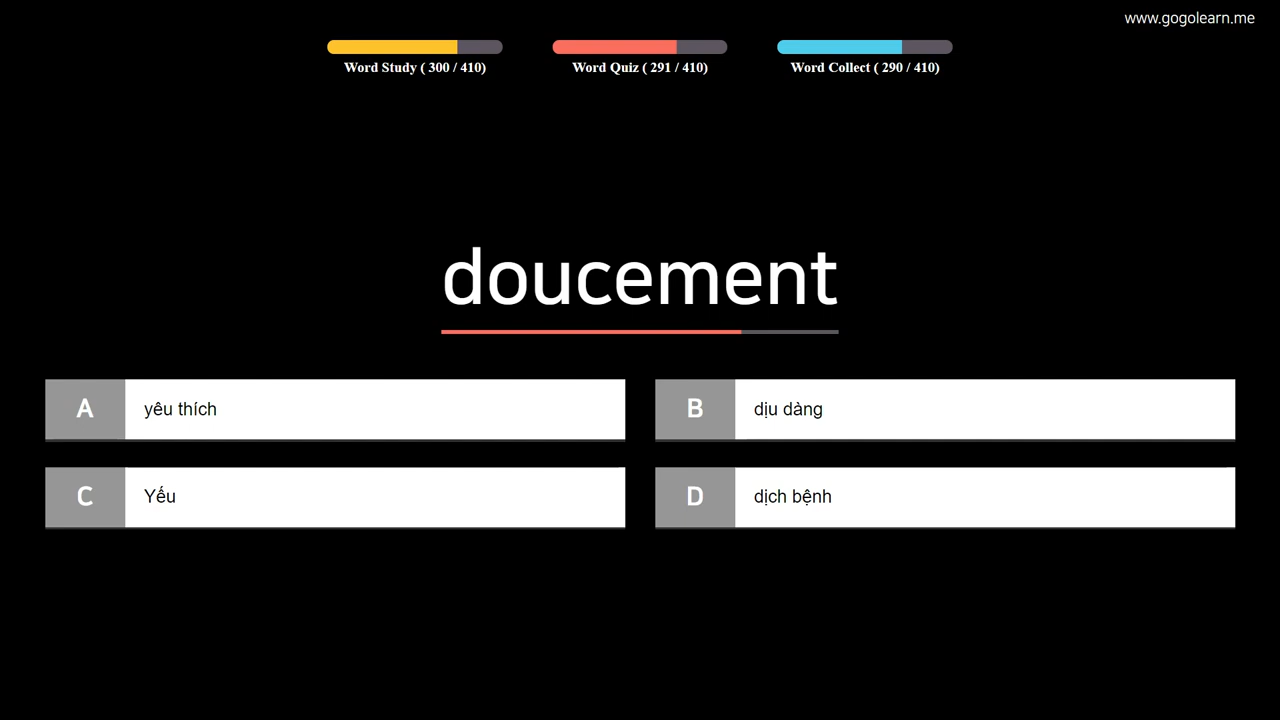 www.gogolearn.me
Word Study ( 300 / 410)
Word Quiz ( 291 / 410)
Word Collect ( 290 / 410)
doucement
A yêu thích
B dịu dàng
C Yếu
D dịch bệnh